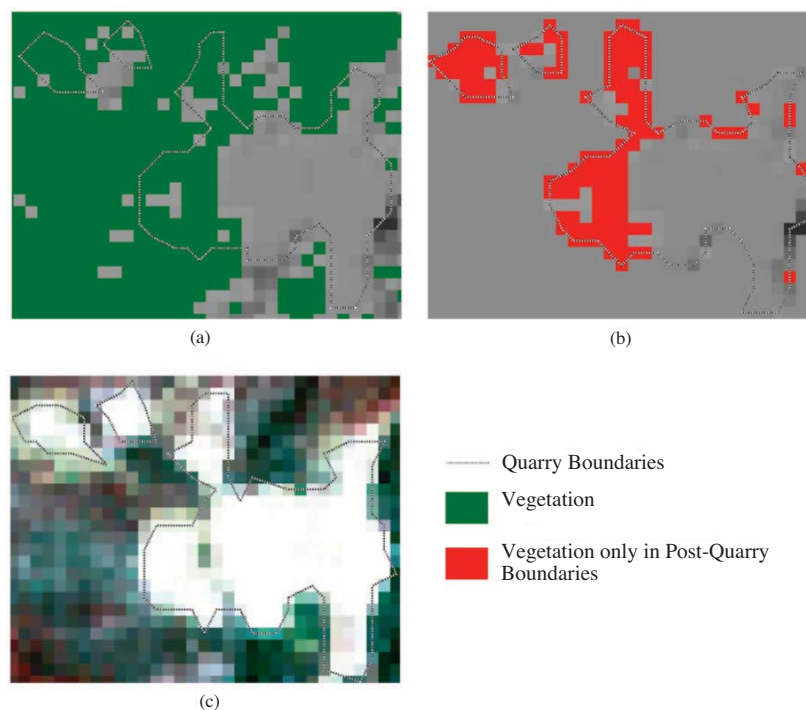 (a)
(b)
(c)
Quarry Boundaries
Vegetation
Vegetation only in Post-Quarry
Boundaries